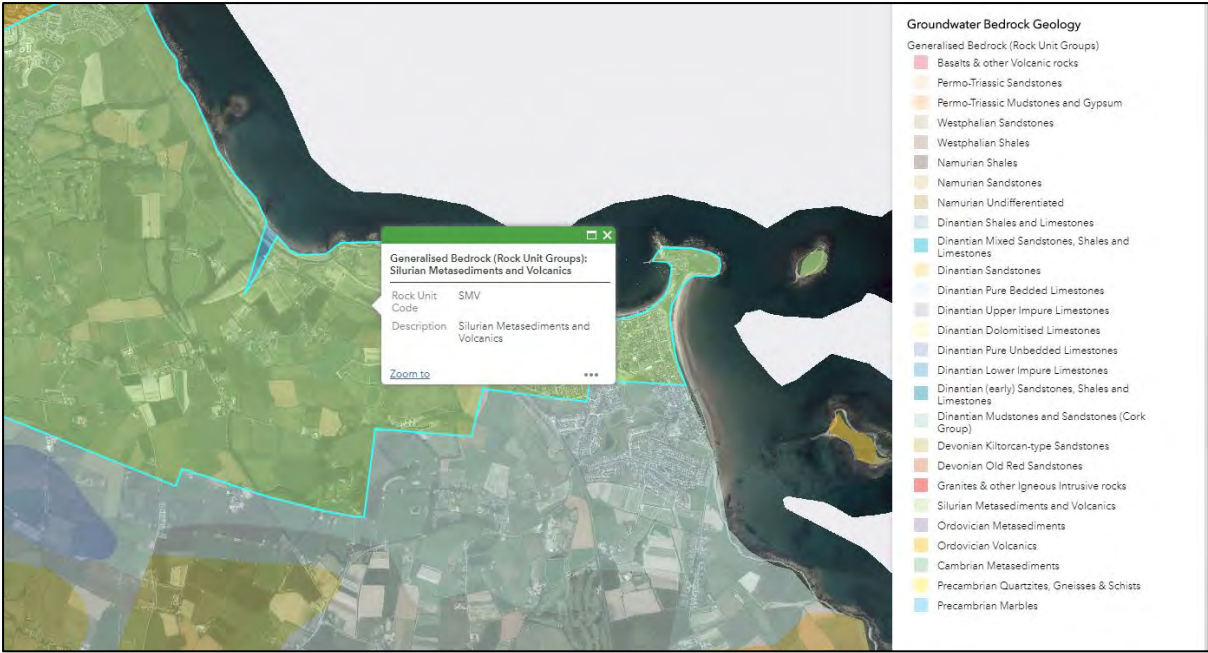 Generalised Bedrock (Rock Unit Groups):
Silurian Metasediments and Volcanics
Rock Unit SMV
Code
Description Silurian Metasediments and
Volcanics
Zoom to
Groundwater Bedrock Geology
Generalised Bedrock (Rock Unit Groups)
Basalts & other Volcanic rocks
Permo-Triassic Sandstones
Permo-Triassic Mudstones and Gypsum
Westphalian Sandstones
Westphalian Shales
Namurian Shales
Namurian Sandstones
Namurian Undifferentiated
Dinantian Shales and Limestones
Dinantian Mixed Sandstones, Shales and
Limestones
Dinantian Sandstones
Dinantian Pure Bedded Limestones
Dinantian Upper Impure Limestones
Dinantian Dolomitised Limestones
Dinantian Pure Unbedded Limestones
Dinantian Lower Impure Limestones
Dinantian (early) Sandstones, Shales and
Limestones
Dinantian Mudstones and Sandstones (Cork
Group)
Devonian Kiltorcan-type Sandstones
Devonian Old Red Sandstones
Granites & other Igneous Intrusive rocks
Silurian Metasediments and Volcanics
Ordovician Metasediments
Ordovician Volcanics
Cambrian Metasediments
Precambrian Quartzites, Gneisses & Schists
Precambrian Marbles